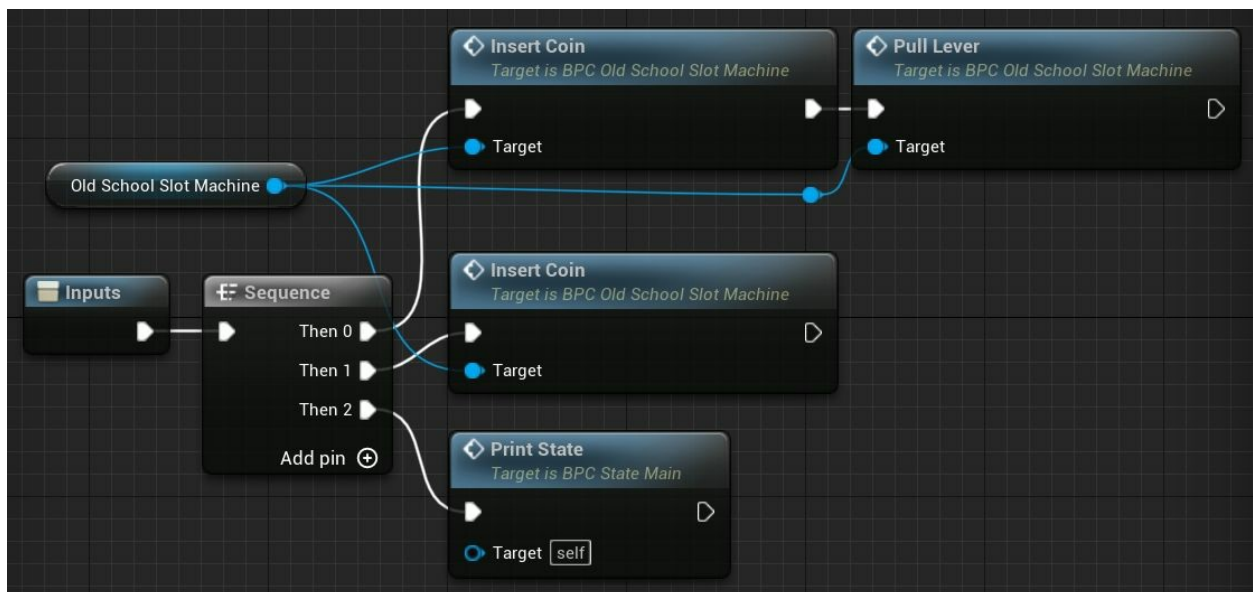 Insert Coin
Target is BPC Old School Slot Machine
Target
Pull Lever
Target is BPC Old School Slot Machine
Target
Old School Slot Machine
Inputs
Sequence
Then 0
Then 1
Then 2
Add pin
Insert Coin
Target is BPC Old School Slot Machine
Target
Print State
Target is BPC State Main
Target self